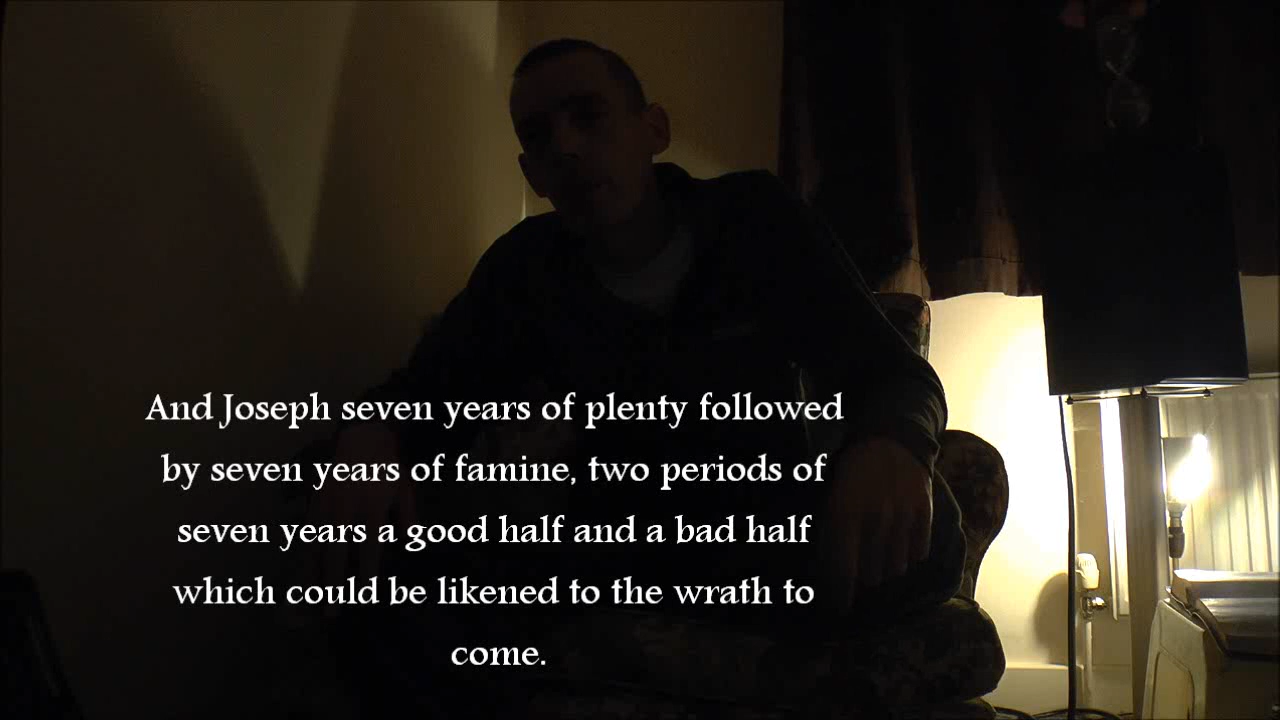 And Joseph seven years of plenty followed
by seven years of famine, two periods of
seven years a good half and a bad half
which could be likened to the wrath to
come.